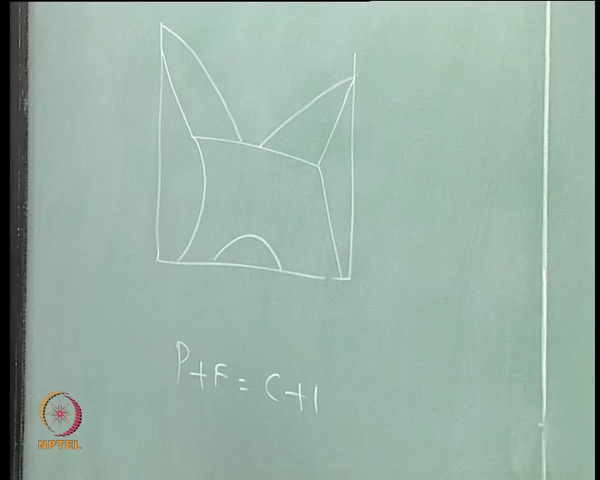 P+F = C+1
NPTEL